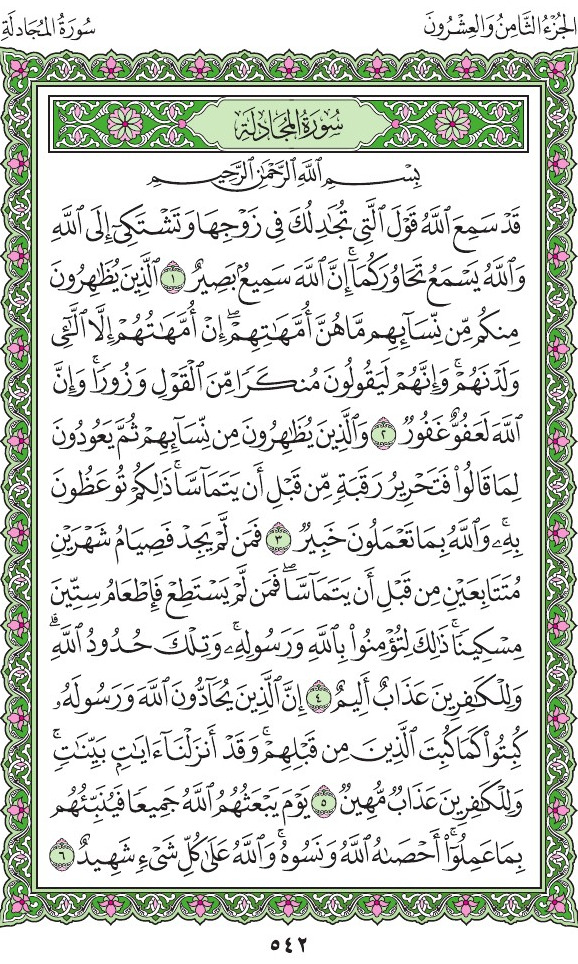 الجُزْءُ الثَّامِنُ وَالعِشْرُونَ
سُورَةُ المُجَادلَة
سُورَةُ المُجَادلَة
بِسْمِ ٱللَّهِ ٱلرَّحْمَٰنِ ٱلرَّحِيمِ
قَدْ سَمِعَ ٱللَّهُ قَوْلَ ٱلَّتِى تُجَٰدِلُكَ فِى زَوْجِهَا وَتَشْتَكِىٓ إِلَى ٱللَّهِ
وَٱللَّهُ يَسْمَعُ تَحَاوُرَكُمَآ ۚ إِنَّ ٱللَّهَ سَمِيعٌۢ بَصِيرٌ ١ ٱلَّذِينَ يُظَٰهِرُونَ
مِنكُم مِّن نِّسَآئِهِم مَّا هُنَّ أُمَّهَٰتِهِمْ ۖ إِنْ أُمَّهَٰتُهُمْ إِلَّا ٱلَّٰٓـِٔى
وَلَدْنَهُمْ ۚ وَإِنَّهُمْ لَيَقُولُونَ مُنكَرًا مِّنَ ٱلْقَوْلِ وَزُورًا ۚ وَإِنَّ
ٱللَّهَ لَعَفُوٌّ غَفُورٌ ٢ وَٱلَّذِينَ يُظَٰهِرُونَ مِن نِّسَآئِهِمْ ثُمَّ يَعُودُونَ
لِمَا قَالُوا۟ فَتَحْرِيرُ رَقَبَةٍ مِّن قَبْلِ أَن يَتَمَآسَّا ۚ ذَٰلِكُمْ تُوعَظُونَ
بِهِۦ ۚ وَٱللَّهُ بِمَا تَعْمَلُونَ خَبِيرٌ ٣ فَمَن لَّمْ يَجِدْ فَصِيَامُ شَهْرَيْنِ
مُتَتَابِعَيْنِ مِن قَبْلِ أَن يَتَمَآسَّا ۖ فَمَن لَّمْ يَسْتَطِعْ فَإِطْعَامُ سِتِّينَ
مِسْكِينًا ۚ ذَٰلِكَ لِتُؤْمِنُوا۟ بِٱللَّهِ وَرَسُولِهِۦ ۚ وَتِلْكَ حُدُودُ ٱللَّهِ ۗ
وَلِلْكَٰفِرِينَ عَذَابٌ أَلِيمٌ ٤ إِنَّ ٱلَّذِينَ يُحَآدُّونَ ٱللَّهَ وَرَسُولَهُۥ
كُبِتُوا۟ كَمَا كُبِتَ ٱلَّذِينَ مِن قَبْلِهِمْ ۚ وَقَدْ أَنزَلْنَآ ءَايَٰتٍۭ بَيِّنَٰتٍ ۚ
وَلِلْكَٰفِرِينَ عَذَابٌ مُّهِينٌ ٥ يَوْمَ يَبْعَثُهُمُ ٱللَّهُ جَمِيعًا فَيُنَبِّئُهُم
بِمَا عَمِلُوٓا۟ ۚ أَحْصَىٰهُ ٱللَّهُ وَنَسُوهُ ۚ وَٱللَّهُ عَلَىٰ كُلِّ شَىْءٍ شَهِيدٌ ٦
٥٤٢